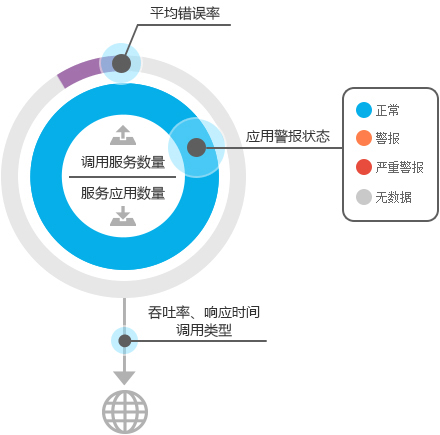 平均错误率
应用警报状态
正常
警报
严重警报
无数据
调用服务数量
服务应用数量
吞吐率、响应时间
调用类型